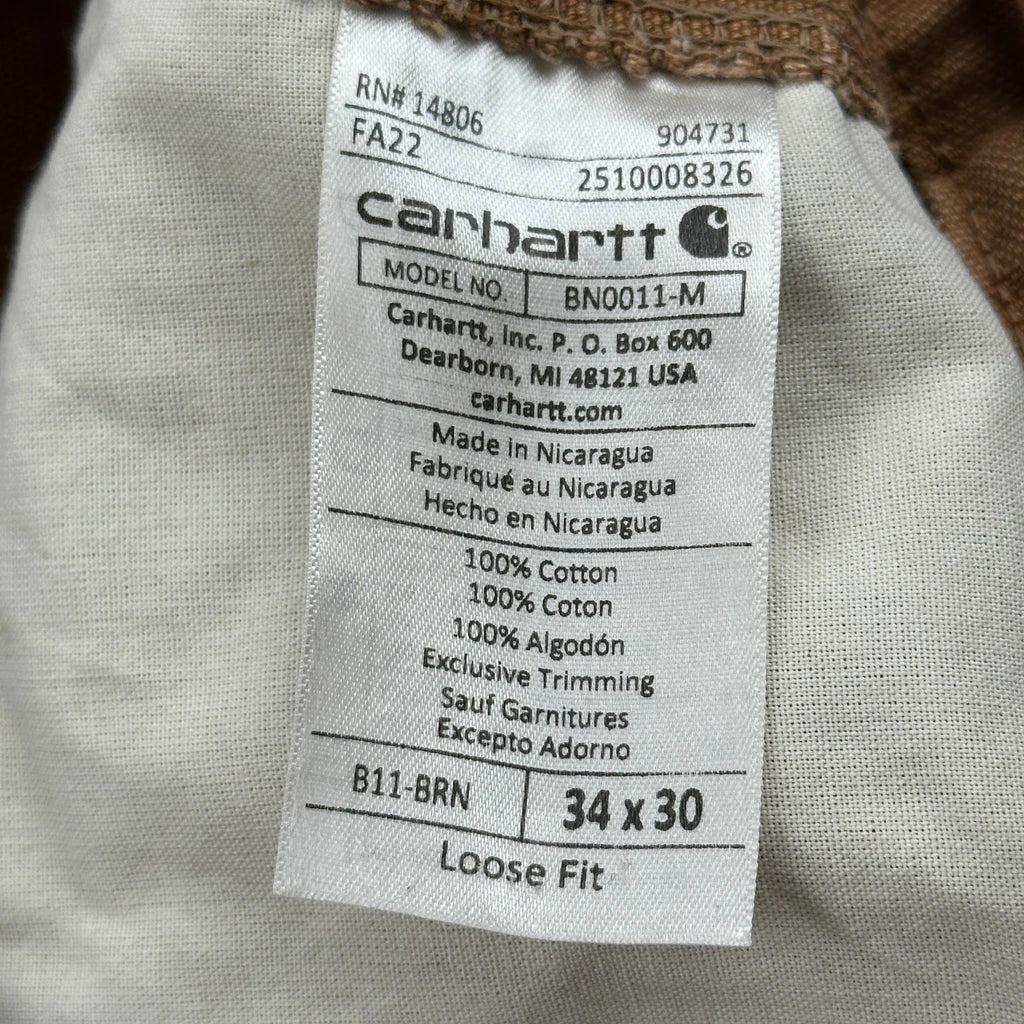 RN# 14806 904731
FA22 2510008326
carhartt ®
MODEL NO. BN0011-M
Carhartt, Inc. P. O. Box 600
Dearborn, MI 48121 USA
carhartt.com
Made in Nicaragua
Fabriqué au Nicaragua
Hecho en Nicaragua
100% Cotton
100% Coton
100% Algodón
Exclusive Trimming
Sauf Garnitures
Excepto Adorno
B11-BRN 34 x 30
Loose Fit